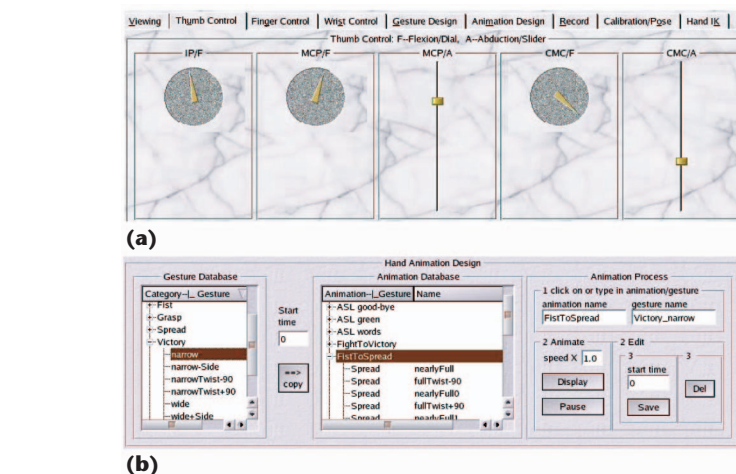 Viewing Thumb Control Finger Control Wrist Control Gesture Design Animation Design Record Calibration/Pose Hand IK
Thumb Control: F--Flexion/Dial, A--Abduction/Slider
IP/F MCP/F MCP/A CMC/F CMC/A
(a)
Hand Animation Design
Gesture Database
Category--|_ Gesture
Fist
Grasp
Spread
Victory
narrow
narrow-Side
narrowTwist-90
narrowTwist+90
wide
wide+Side
Start
time
0
==>
copy
Animation Database
Animation--|_Gesture Name
ASL good-bye
ASL green
ASL words
FightToVictory
FistToSpread
Spread nearlyFull
Spread fullTwist-90
Spread nearlyFull0
Spread fullTwist+90
Spread nearlyFull1
Animation Process
1 click on or type in animation/gesture
animation name gesture name
FistToSpread Victory_narrow
2 Animate
speed X 1.0
Display
Pause
2 Edit
3
start time
0
Save
3
Del
(b)